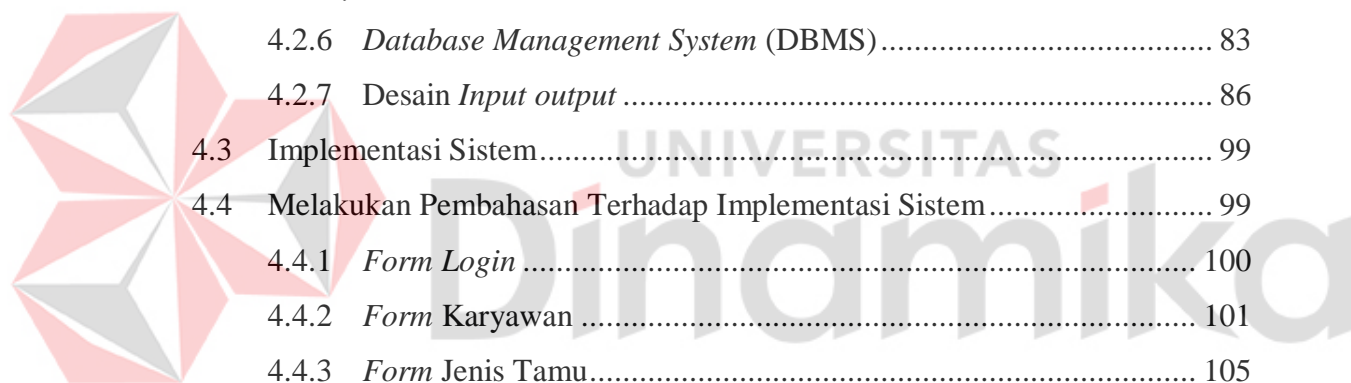 4.2.6 Database Management System (DBMS) ..................................... 83
4.2.7 Desain Input output .................................................................. 86
4.3 Implementasi Sistem ........................................................................... 99
4.4 Melakukan Pembahasan Terhadap Implementasi Sistem ......................... 99
4.4.1 Form Login ........................................................................... 100
4.4.2 Form Karyawan ..................................................................... 101
4.4.3 Form Jenis Tamu .................................................................... 105
UNIVERSITAS
Dinamika